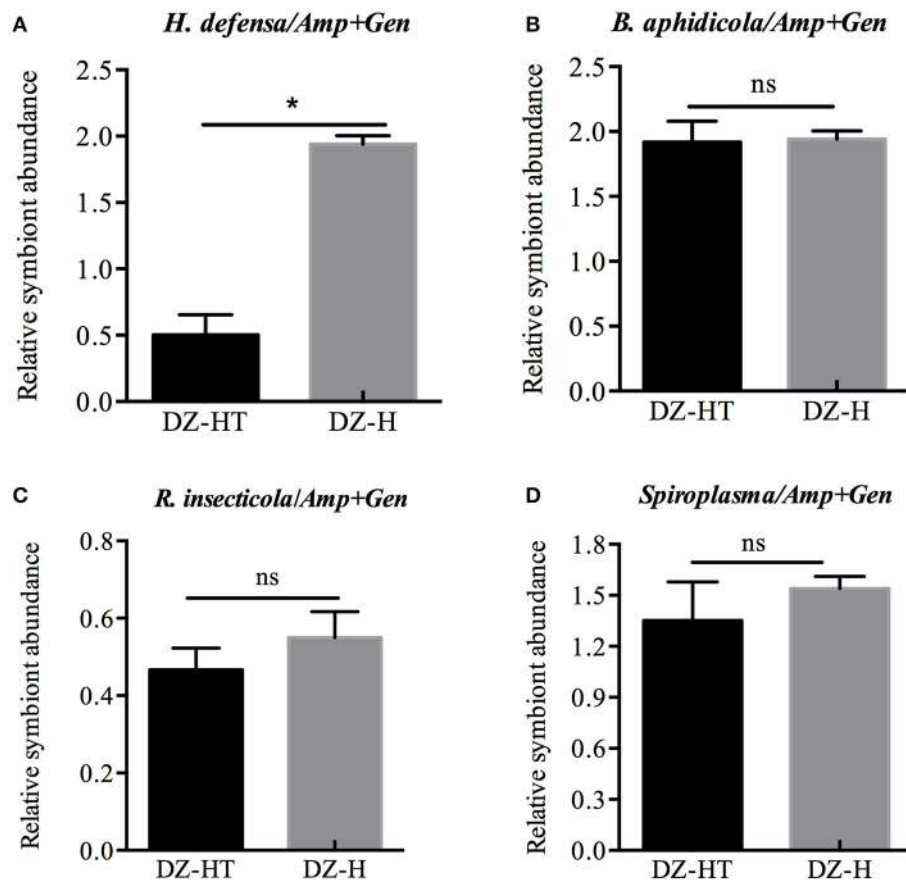 A
H. defensa/Amp+Gen
Relative symbiont abundance
2.5
2.0
1.5
1.0
0.5
0.0
*
DZ-HT DZ-H
B
B. aphidicola/Amp+Gen
Relative symbiont abundance
2.5
2.0
1.5
1.0
2.5
0.0
ns
DZ-HT DZ-H
C
R. insecticola/Amp+Gen
Relative symbiont abundance
0.8
0.6
0.4
0.2
0.0
ns
DZ-HT DZ-H
D
Spiroplasma/Amp+Gen
Relative symbiont abundance
1.8
1.5
1.2
0.9
0.6
0.3
0.0
ns
DZ-HT DZ-H